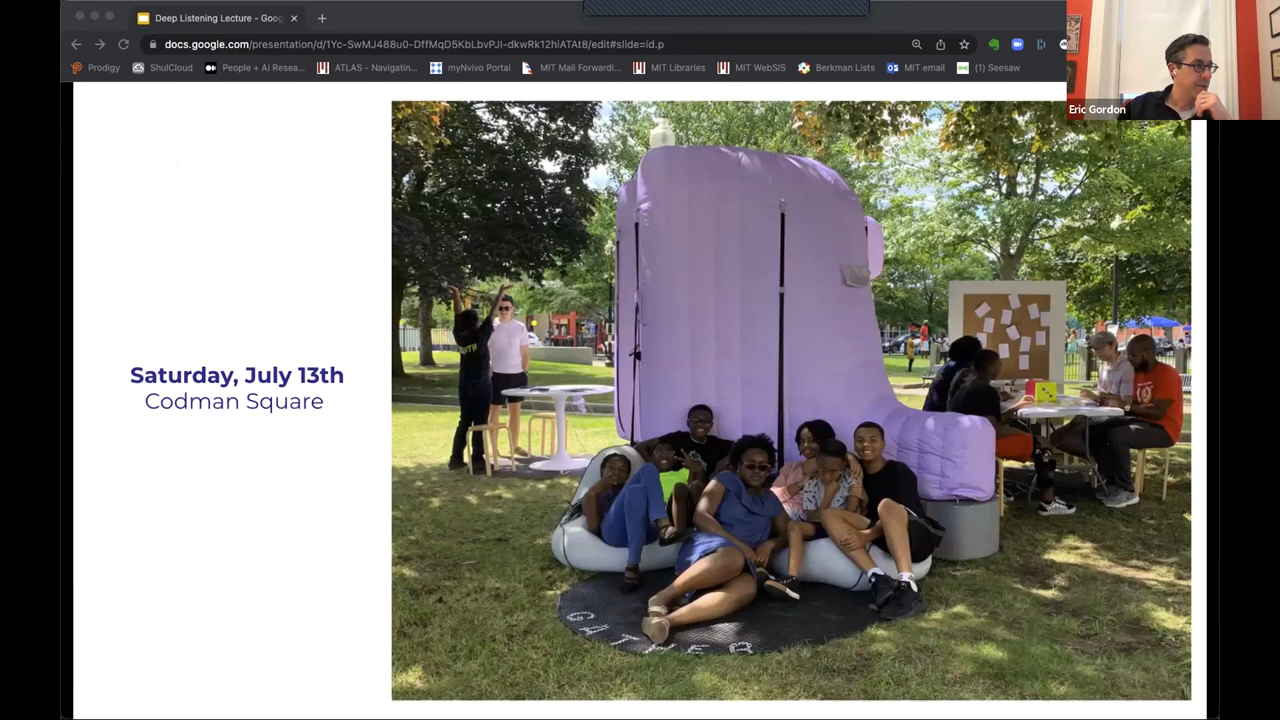 Deep Listening Lecture - Goog
docs.google.com/presentation/d/1Yc-SwMJ488u0-DffMqD5KbLbvPJI-dkwRk12hiATAt8/edit#slide=id.p
Prodigy
ShulCloud
People + AI Resea...
ATLAS - Navigatin...
myNvivo Portal
MIT Mail Forwardi...
MIT Libraries
MIT WebSIS
Berkman Lists
MIT email
(1) Seesaw
Eric Gordon
Saturday, July 13th
Codman Square
GATHER